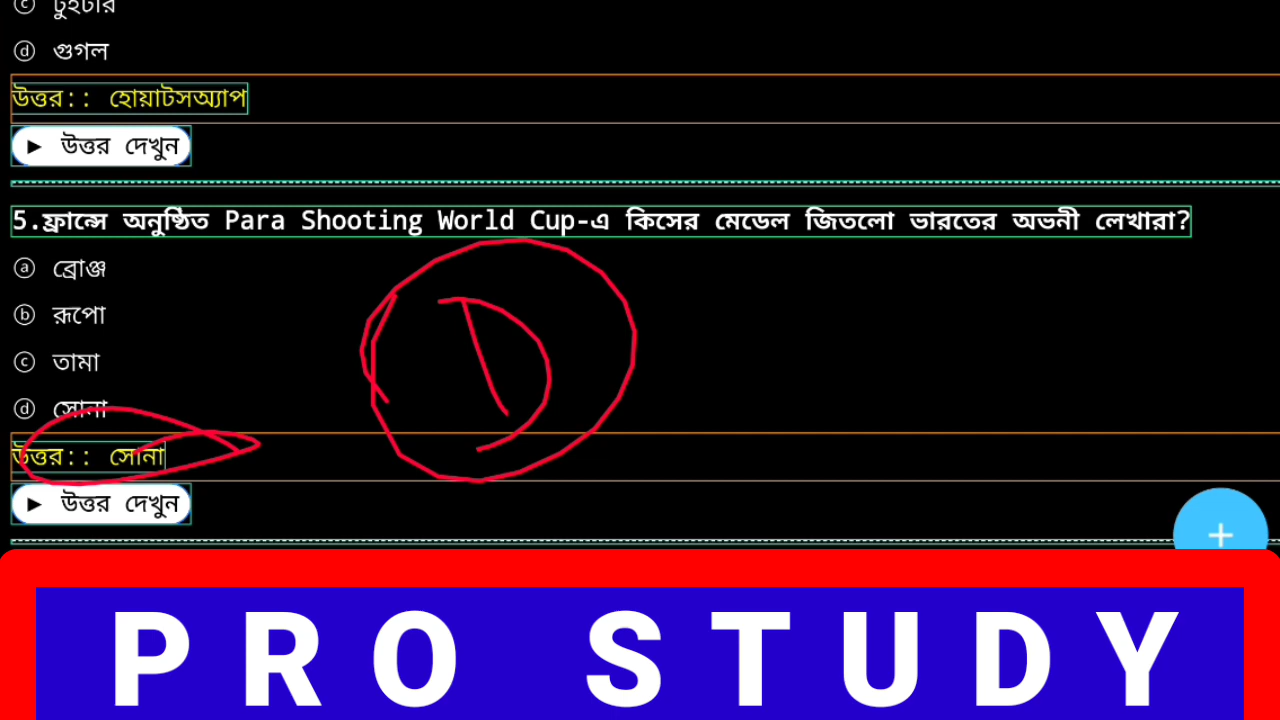 ⓒ টুইটার
ⓓ গুগল
উত্তর:: হোয়াটসঅ্যাপ
► উত্তর দেখুন
5.ফ্রান্সে অনুষ্ঠিত Para Shooting World Cup-এ কিসের মেডেল জিতলো ভারতের অভনী লেখারা?
ⓐ ব্রোঞ্জ
ⓑ রূপো
ⓒ তামা
ⓓ সোনা
D
উত্তর:: সোনা
► উত্তর দেখুন
+
PRO STUDY